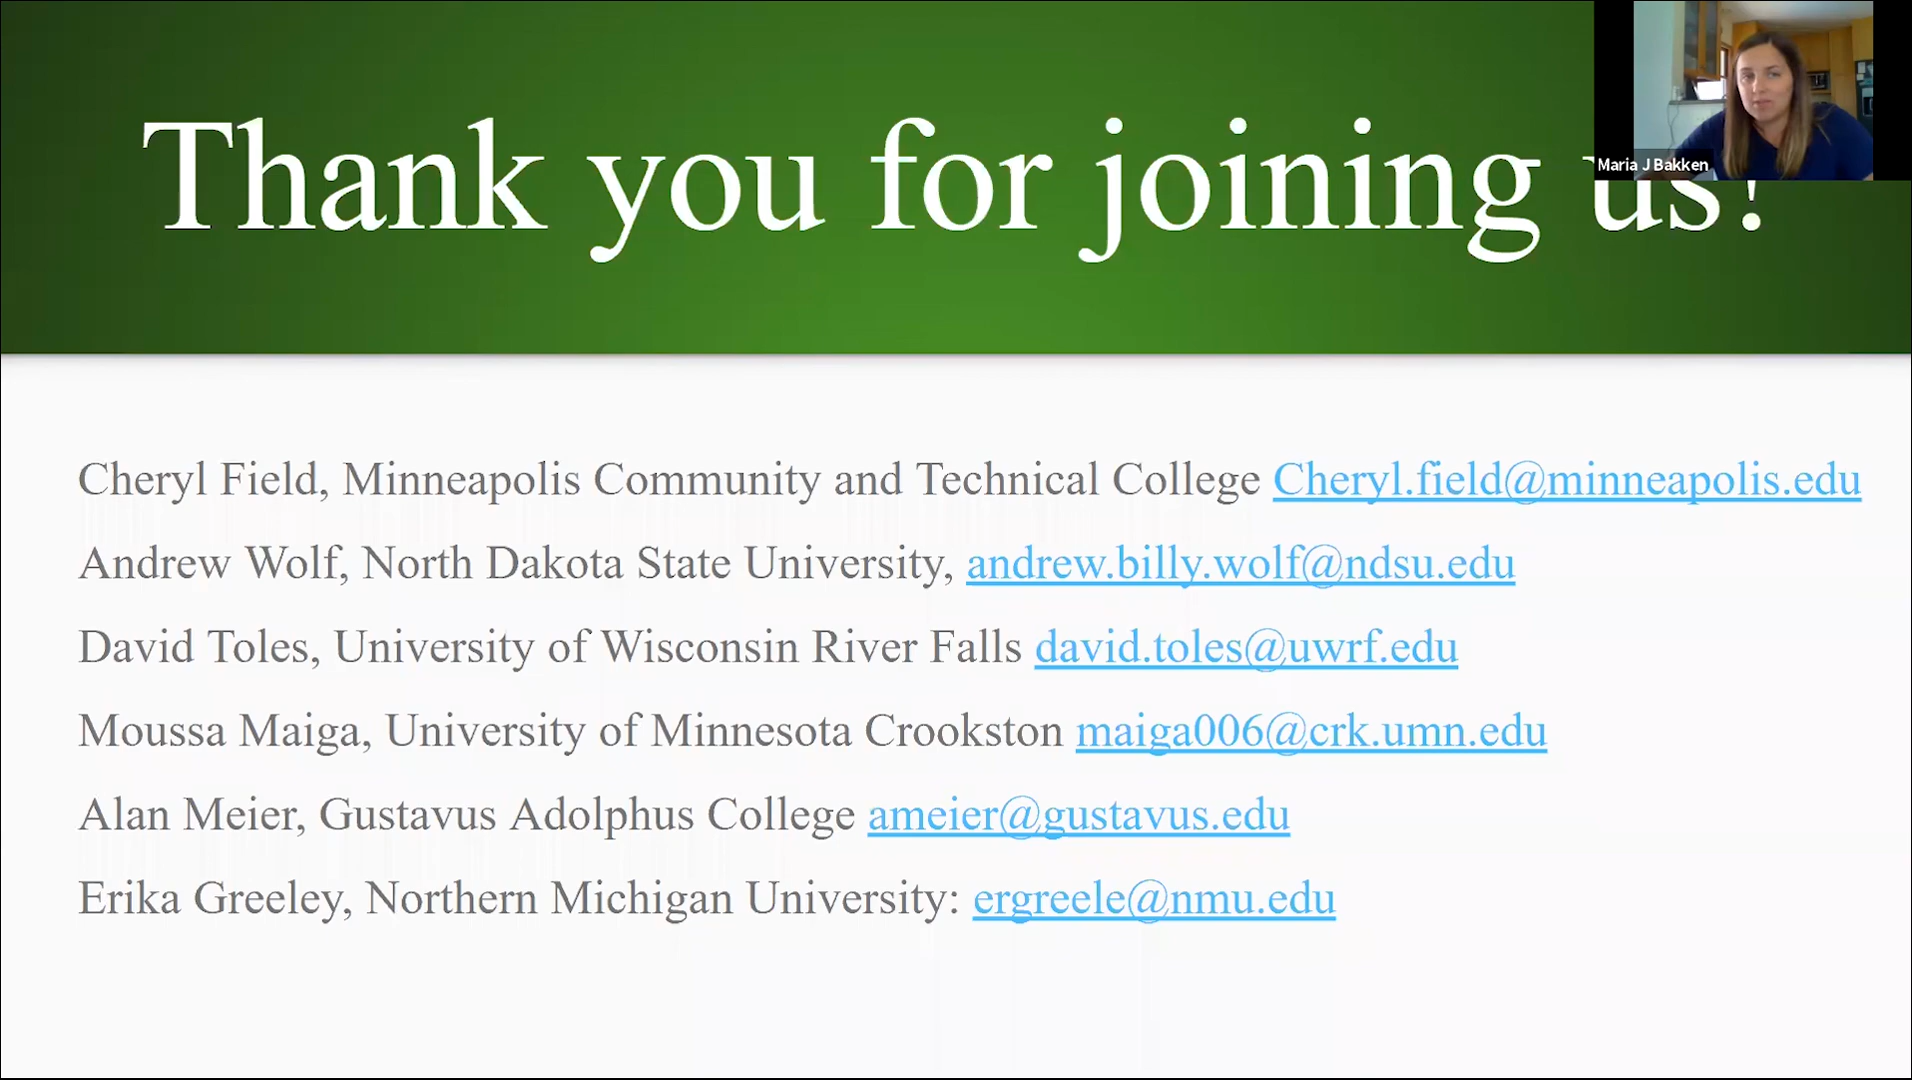 Thank you for joining us!
Maria J Bakken
Cheryl Field, Minneapolis Community and Technical College Cheryl.field@minneapolis.edu
Andrew Wolf, North Dakota State University, andrew.billy.wolf@ndsu.edu
David Toles, University of Wisconsin River Falls david.toles@uwrf.edu
Moussa Maiga, University of Minnesota Crookston maiga006@crk.umn.edu
Alan Meier, Gustavus Adolphus College ameier@gustavus.edu
Erika Greeley, Northern Michigan University: ergreele@nmu.edu